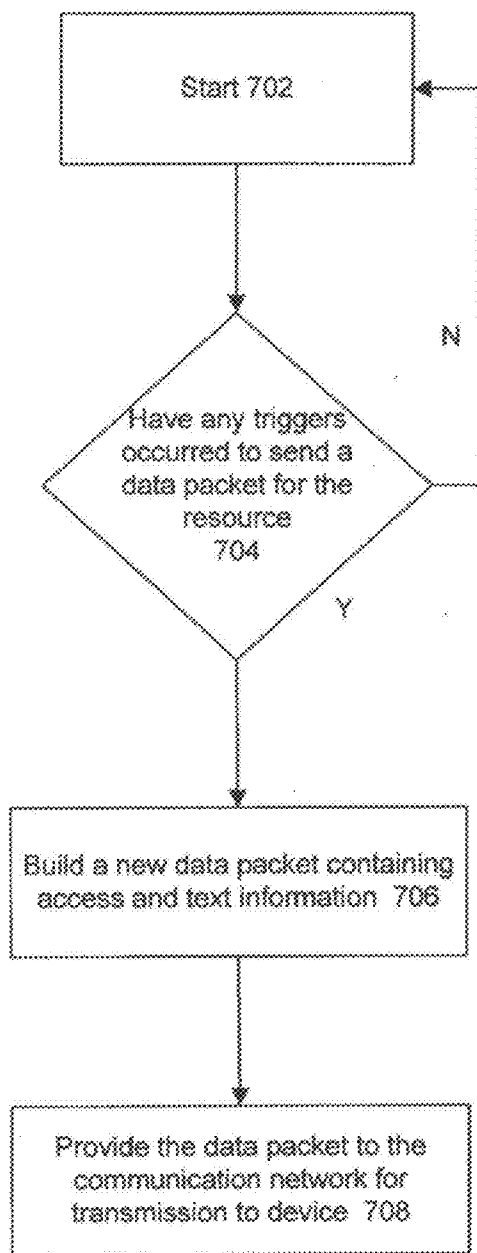 Start 702
N
Have any triggers
occurred to send a
data packet for the
resource
704
Y
Build a new data packet containing
access and text information 706
Provide the data packet to the
communication network for
transmission to device 708